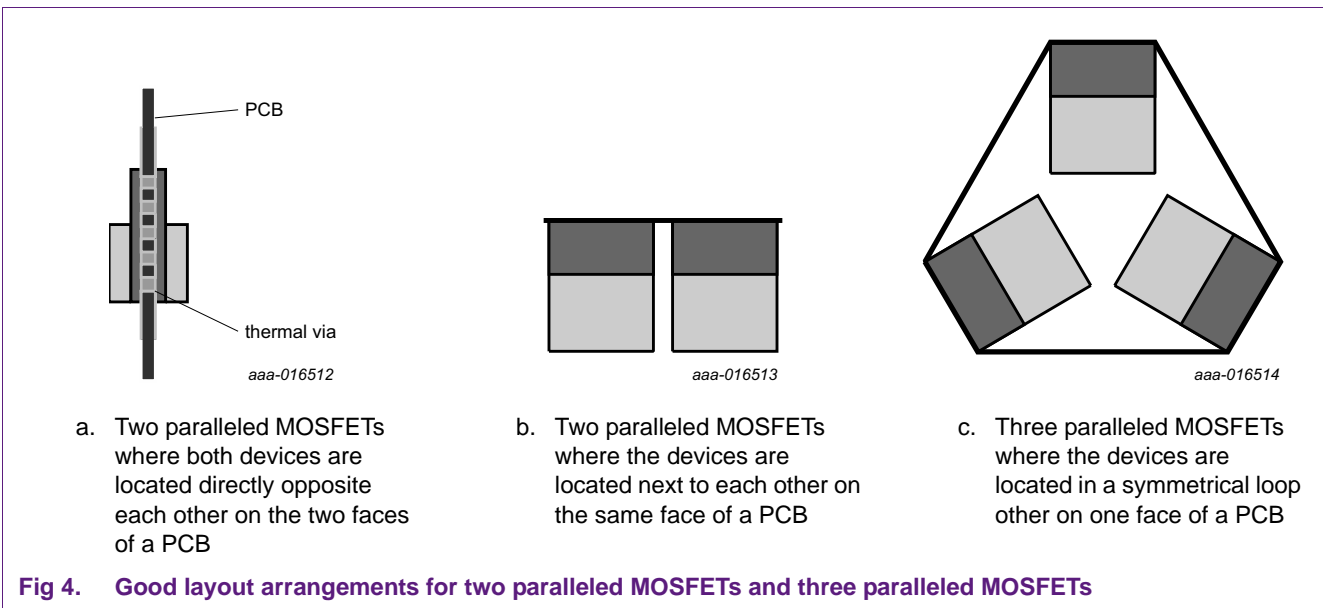 PCB
thermal via
aaa-016512
aaa-016513
aaa-016514
a. Two paralleled MOSFETs
where both devices are
located directly opposite
each other on the two faces
of a PCB
b. Two paralleled MOSFETs
where the devices are
located next to each other on
the same face of a PCB
c. Three paralleled MOSFETs
where the devices are
located in a symmetrical loop
other on one face of a PCB
Fig 4. Good layout arrangements for two paralleled MOSFETs and three paralleled MOSFETs